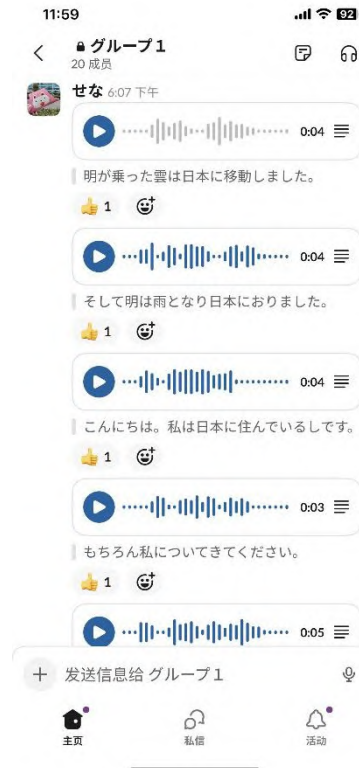 11:59
92
グループ1
20 成员
せな 6:07 下午
0:04
明が乗った雲は日本に移動しました。
1
0:04
そして明は雨となり日本におりました。
1
0:04
こんにちは。私は日本に住んでいるしです。
1
0:03
もちろん私についてきてください。
1
0:05
发送信息给 グループ1
主页
私信
活动